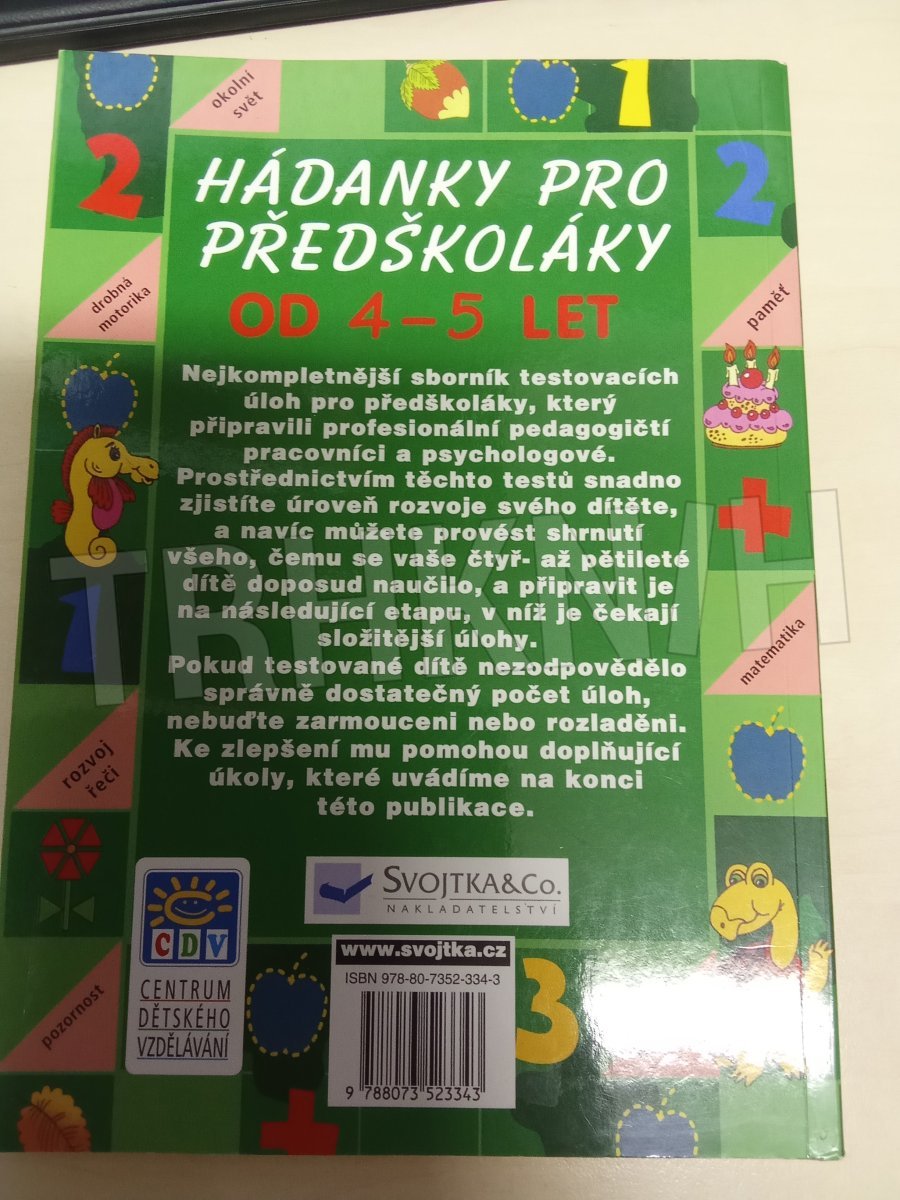 okolní
svět
1
2
2
HÁDANKY PRO
PŘEDŠKOLÁKY
OD 4–5 LET
drobná
motorika
paměť
Nejkompletnější sborník testovacích
úloh pro předškoláky, který
připravili profesionální pedagogičtí
pracovníci a psychologové.
Prostřednictvím těchto testů snadno
zjistíte úroveň rozvoje svého dítěte,
a navíc můžete provést shrnutí
všeho, čemu se vaše čtyř- až pětileté
dítě doposud naučilo, a připravit je
na následující etapu, v níž je čekají
složitější úlohy.
Pokud testované dítě nezodpovědělo
správně dostatečný počet úloh,
nebuďte zarmouceni nebo rozladěni.
Ke zlepšení mu pomohou doplňující
úkoly, které uvádíme na konci
této publikace.
+
1
TRHKNIH
matematika
rozvoj
řeči
SVOJTKA&CO.
NAKLADATELSTVÍ
CDV
CENTRUM
DĚTSKÉHO
VZDĚLÁVÁNÍ
www.svojtka.cz
ISBN 978-80-7352-334-3
9 788073 523343
3
pozornost
+